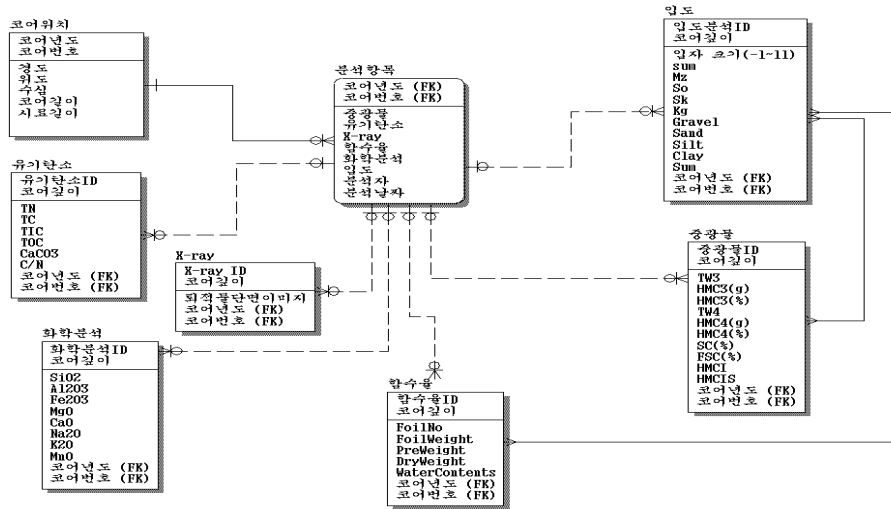 코어위치
코어년도
코어번호
경도
위도
수심
코어길이
시료길이
유기탄소
유기탄소ID
코어깊이
TN
TC
TIC
TOC
CaCO3
C/N
코어년도 (FK)
코어번호 (FK)
분석항목
코어년도 (FK)
코어번호 (FK)
중광물
유기탄소
X-ray
함수율
화학분석
입도
분석자
분석날자
X-ray
X-ray ID
코어깊이
퇴적물단면이미지
코어년도 (FK)
코어번호 (FK)
화학분석
화학분석ID
코어깊이
SiO2
Al2O3
Fe2O3
MgO
CaO
Na2O
K2O
MnO
코어년도 (FK)
코어번호 (FK)
함수율
함수율ID
코어깊이
FoilNo
FoilWeight
PreWeight
DryWeight
WaterContents
코어년도 (FK)
코어번호 (FK)
입도
입도분석ID
코어깊이
입자 크기(-1~11)
sum
Mz
So
Sk
Kg
Gravel
Sand
Silt
Clay
Sum
코어년도 (FK)
코어번호 (FK)
중광물
중광물ID
코어깊이
TW3
HMC3(g)
HMC3(%)
TW4
HMC4(g)
HMC4(%)
SC(%)
FSC(%)
HMCI
HMCIS
코어년도 (FK)
코어번호 (FK)